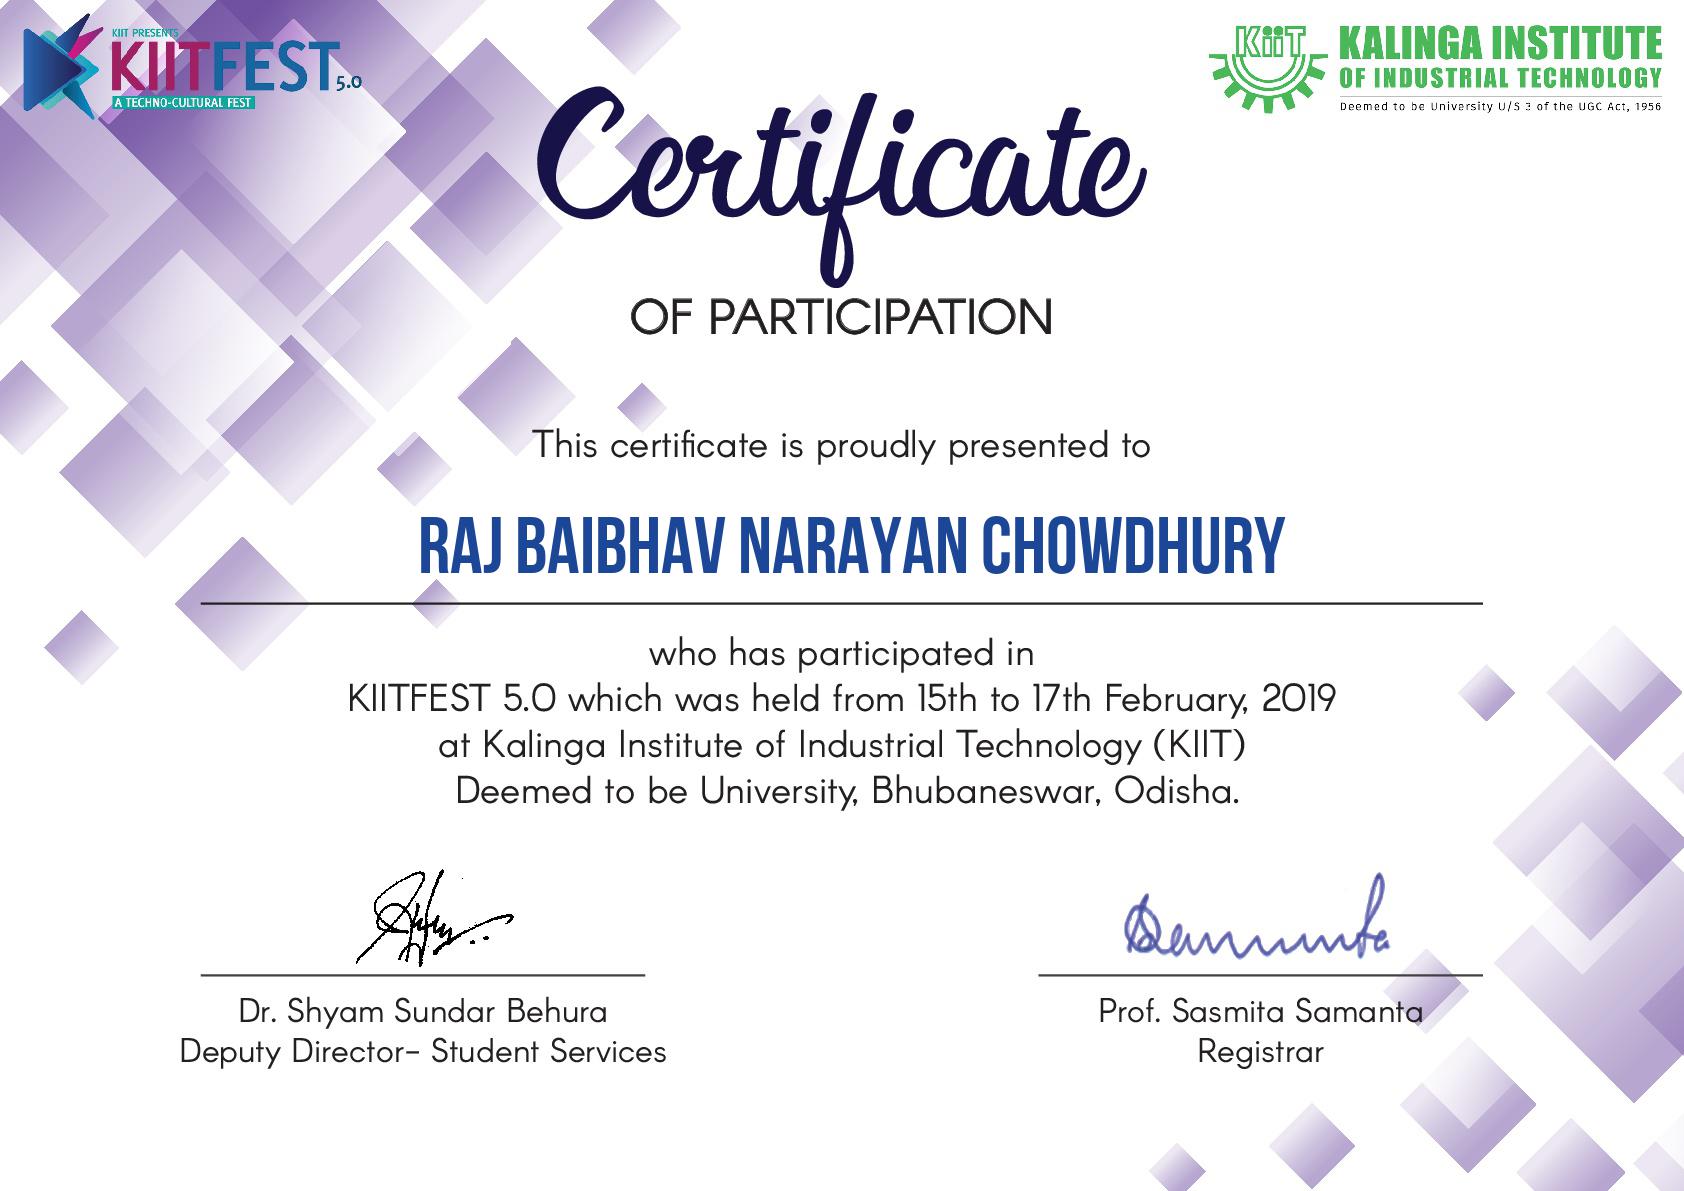 KIIT PRESENTS
KIITFEST 5.0
A TECHNO-CULTURAL FEST
KiiT
KALINGA INSTITUTE
OF INDUSTRIAL TECHNOLOGY
Deemed to be University U/S 3 of the UGC Act, 1956
Certificate
OF PARTICIPATION
This certificate is proudly presented to
RAJ BAIBHAV NARAYAN CHOWDHURY
who has participated in
KIITFEST 5.0 which was held from 15th to 17th February, 2019
at Kalinga Institute of Industrial Technology (KIIT)
Deemed to be University, Bhubaneswar, Odisha.
Dr. Shyam Sundar Behura
Deputy Director- Student Services
Prof. Sasmita Samanta
Registrar